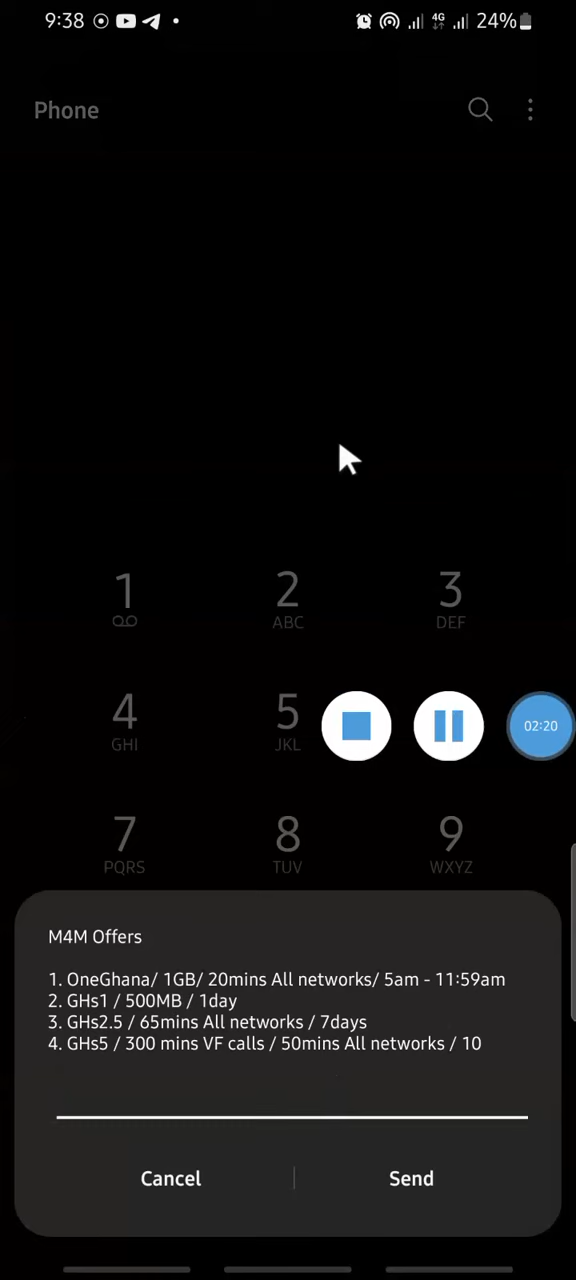 9:38
4G
24%
Phone
1
2
3
ABC
DEF
4
5
GHI
JKL
02:20
7
8
9
PQRS
TUV
WXYZ
M4M Offers
1. OneGhana/ 1GB/ 20mins All networks/ 5am - 11:59am
2. GHs1 / 500MB / 1day
3. GHs2.5 / 65mins All networks / 7days
4. GHs5 / 300 mins VF calls / 50mins All networks / 10
Cancel
Send